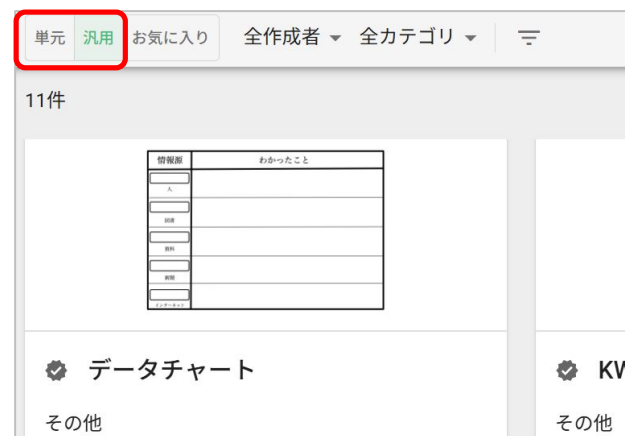 単元 汎用 お気に入り 全作成者 全カテゴリ
11件
情報源 わかったこと
人
図書
資料
新聞
インターネット
データチャート
KW
その他
その他